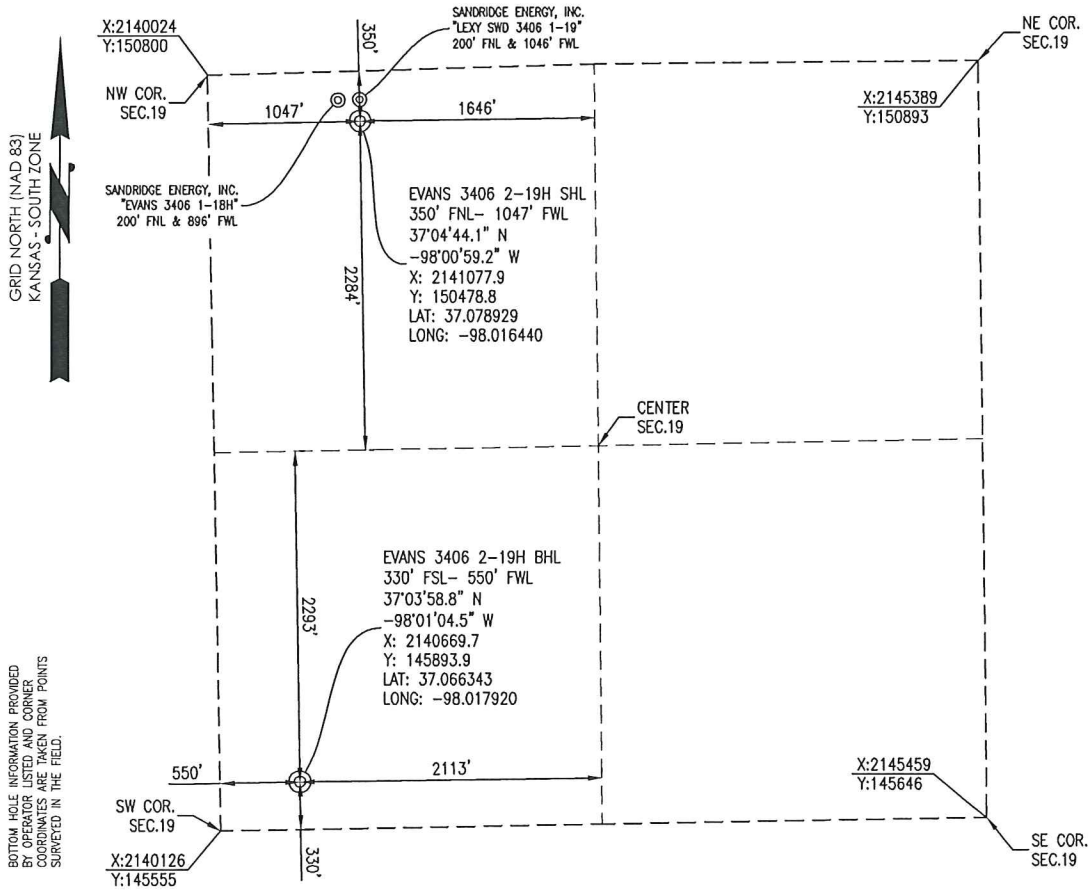 X:2140024
Y:150800
NW COR.
SEC.19
350'
SANDRIDGE ENERGY, INC.
"LEXY SWD 3406 1-19"
200' FNL & 1046' FWL
NE COR.
SEC.19
X:2145389
Y:150893
1047'
1646'
GRID NORTH (NAD 83)
KANSAS - SOUTH ZONE
SANDRIDGE ENERGY, INC.
"EVANS 3406 1-18H"
200' FNL & 896' FWL
EVANS 3406 2-19H SHL
350' FNL- 1047' FWL
37°04'44.1" N
-98°00'59.2" W
X: 2141077.9
Y: 150478.8
LAT: 37.078929
LONG: -98.016440
2284'
CENTER
SEC.19
2293'
EVANS 3406 2-19H BHL
330' FSL- 550' FWL
37°03'58.8" N
-98°01'04.5" W
X: 2140669.7
Y: 145893.9
LAT: 37.066343
LONG: -98.017920
BOTTOM HOLE INFORMATION PROVIDED
BY OPERATOR LISTED AND CORNER
COORDINATES ARE TAKEN FROM POINTS
SURVEYED IN THE FIELD.
550'
2113'
SW COR.
SEC.19
X:2140126
Y:145555
330'
X:2145459
Y:145646
SE COR.
SEC.19